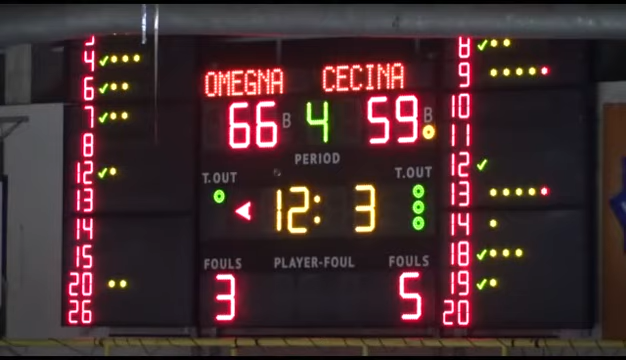 4 8
6 9
OMEGNA CECINA
7 66 B 4 59 B 10
8 11
PERIOD
12 T.OUT T.OUT 12
13 12: 3 13
14 14
15 FOULS PLAYER-FOUL FOULS 18
20 3 5 19
26 20